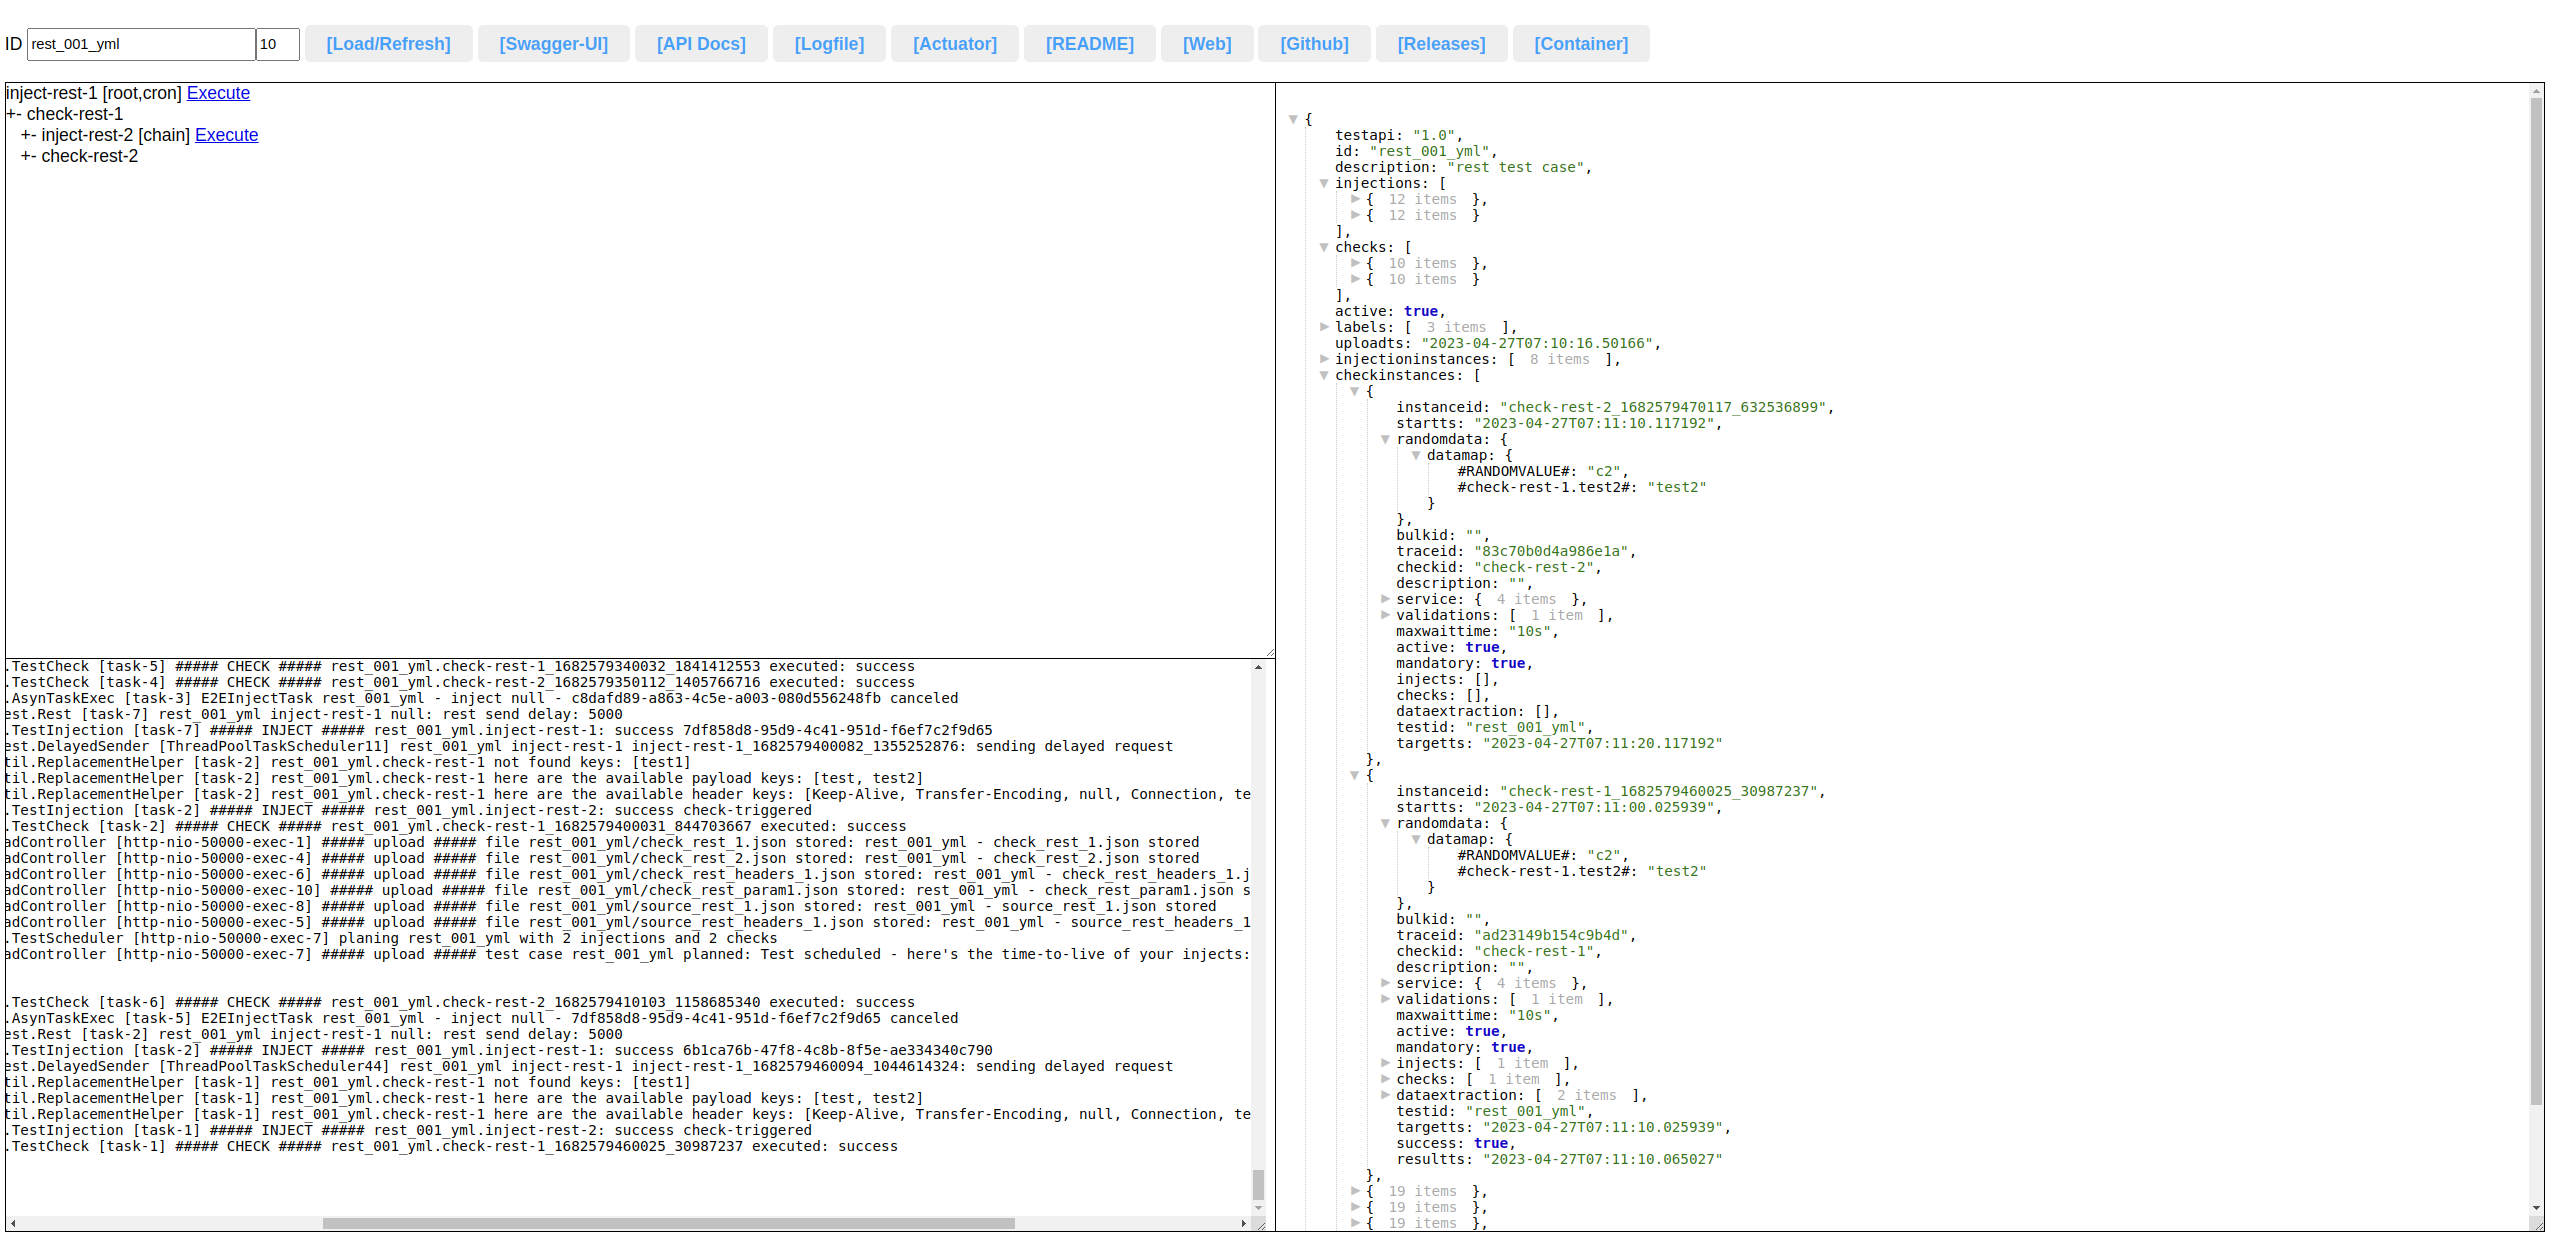 ID rest_001_yml 10 [Load/Refresh] [Swagger-UI] [API Docs] [Logfile] [Actuator] [README] [Web] [Github] [Releases] [Container]
inject-rest-1 [root,cron] Execute
+- check-rest-1
+- inject-rest-2 [chain] Execute
+- check-rest-2
.TestCheck [task-5] ##### CHECK ##### rest_001_yml.check-rest-1_1682579340032_1841412553 executed: success
.TestCheck [task-4] ##### CHECK ##### rest_001_yml.check-rest-2_1682579350112_1405766716 executed: success
.AsynTaskExec [task-3] E2EInjectTask rest_001_yml - inject null - c8dafd89-a863-4c5e-a003-080d556248fb canceled
est.Rest [task-7] rest_001_yml inject-rest-1 null: rest send delay: 5000
.TestInjection [task-7] ##### INJECT ##### rest_001_yml.inject-rest-1: success 7df858d8-95d9-4c41-951d-f6ef7c2f9d65
est.DelayedSender [ThreadPoolTaskScheduler11] rest_001_yml inject-rest-1 inject-rest-1_1682579400082_1355252876: sending delayed request
til.ReplacementHelper [task-2] rest_001_yml.check-rest-1 not found keys: [test1]
til.ReplacementHelper [task-2] rest_001_yml.check-rest-1 here are the available payload keys: [test, test2]
til.ReplacementHelper [task-2] rest_001_yml.check-rest-1 here are the available header keys: [Keep-Alive, Transfer-Encoding, null, Connection, te
.TestInjection [task-2] ##### INJECT ##### rest_001_yml.inject-rest-2: success check-triggered
.TestCheck [task-2] ##### CHECK ##### rest_001_yml.check-rest-1_1682579400031_844703667 executed: success
adController [http-nio-50000-exec-1] ##### upload ##### file rest_001_yml/check_rest_1.json stored: rest_001_yml - check_rest_1.json stored
adController [http-nio-50000-exec-4] ##### upload ##### file rest_001_yml/check_rest_2.json stored: rest_001_yml - check_rest_2.json stored
adController [http-nio-50000-exec-6] ##### upload ##### file rest_001_yml/check_rest_headers_1.json stored: rest_001_yml - check_rest_headers_1.j
adController [http-nio-50000-exec-10] ##### upload ##### file rest_001_yml/check_rest_param1.json stored: rest_001_yml - check_rest_param1.json s
adController [http-nio-50000-exec-8] ##### upload ##### file rest_001_yml/source_rest_1.json stored: rest_001_yml - source_rest_1.json stored
adController [http-nio-50000-exec-5] ##### upload ##### file rest_001_yml/source_rest_headers_1.json stored: rest_001_yml - source_rest_headers_1
.TestScheduler [http-nio-50000-exec-7] planing rest_001_yml with 2 injections and 2 checks
adController [http-nio-50000-exec-7] ##### upload ##### test case rest_001_yml planned: Test scheduled - here's the time-to-live of your injects:
.TestCheck [task-6] ##### CHECK ##### rest_001_yml.check-rest-2_1682579410103_1158685340 executed: success
.AsynTaskExec [task-5] E2EInjectTask rest_001_yml - inject null - 7df858d8-95d9-4c41-951d-f6ef7c2f9d65 canceled
est.Rest [task-2] rest_001_yml inject-rest-1 null: rest send delay: 5000
.TestInjection [task-2] ##### INJECT ##### rest_001_yml.inject-rest-1: success 6b1ca76b-47f8-4c8b-8f5e-ae334340c790
est.DelayedSender [ThreadPoolTaskScheduler44] rest_001_yml inject-rest-1 inject-rest-1_1682579460094_1044614324: sending delayed request
til.ReplacementHelper [task-1] rest_001_yml.check-rest-1 not found keys: [test1]
til.ReplacementHelper [task-1] rest_001_yml.check-rest-1 here are the available payload keys: [test, test2]
til.ReplacementHelper [task-1] rest_001_yml.check-rest-1 here are the available header keys: [Keep-Alive, Transfer-Encoding, null, Connection, te
.TestInjection [task-1] ##### INJECT ##### rest_001_yml.inject-rest-2: success check-triggered
.TestCheck [task-1] ##### CHECK ##### rest_001_yml.check-rest-1_1682579460025_30987237 executed: success
{
testapi: "1.0",
id: "rest_001_yml",
description: "rest test case",
injections: [
{ 12 items },
{ 12 items }
],
checks: [
{ 10 items },
{ 10 items }
],
active: true,
labels: [ 3 items ],
uploadts: "2023-04-27T07:10:16.50166",
injectioninstances: [ 8 items ],
checkinstances: [
{
instanceid: "check-rest-2_1682579470117_632536899",
startts: "2023-04-27T07:11:10.117192",
randomdata: {
datamap: {
#RANDOMVALUE#: "c2",
#check-rest-1.test2#: "test2"
}
},
bulkid: "",
traceid: "83c70b0d4a986e1a",
checkid: "check-rest-2",
description: "",
service: { 4 items },
validations: [ 1 item ],
maxwaittime: "10s",
active: true,
mandatory: true,
injects: [],
checks: [],
dataextraction: [],
testid: "rest_001_yml",
targetts: "2023-04-27T07:11:20.117192"
},
{
instanceid: "check-rest-1_1682579460025_30987237",
startts: "2023-04-27T07:11:00.025939",
randomdata: {
datamap: {
#RANDOMVALUE#: "c2",
#check-rest-1.test2#: "test2"
}
},
bulkid: "",
traceid: "ad23149b154c9b4d",
checkid: "check-rest-1",
description: "",
service: { 4 items },
validations: [ 1 item ],
maxwaittime: "10s",
active: true,
mandatory: true,
injects: [ 1 item ],
checks: [ 1 item ],
dataextraction: [ 2 items ],
testid: "rest_001_yml",
targetts: "2023-04-27T07:11:10.025939",
success: true,
resultts: "2023-04-27T07:11:10.065027"
},
{ 19 items },
{ 19 items },
{ 19 items },